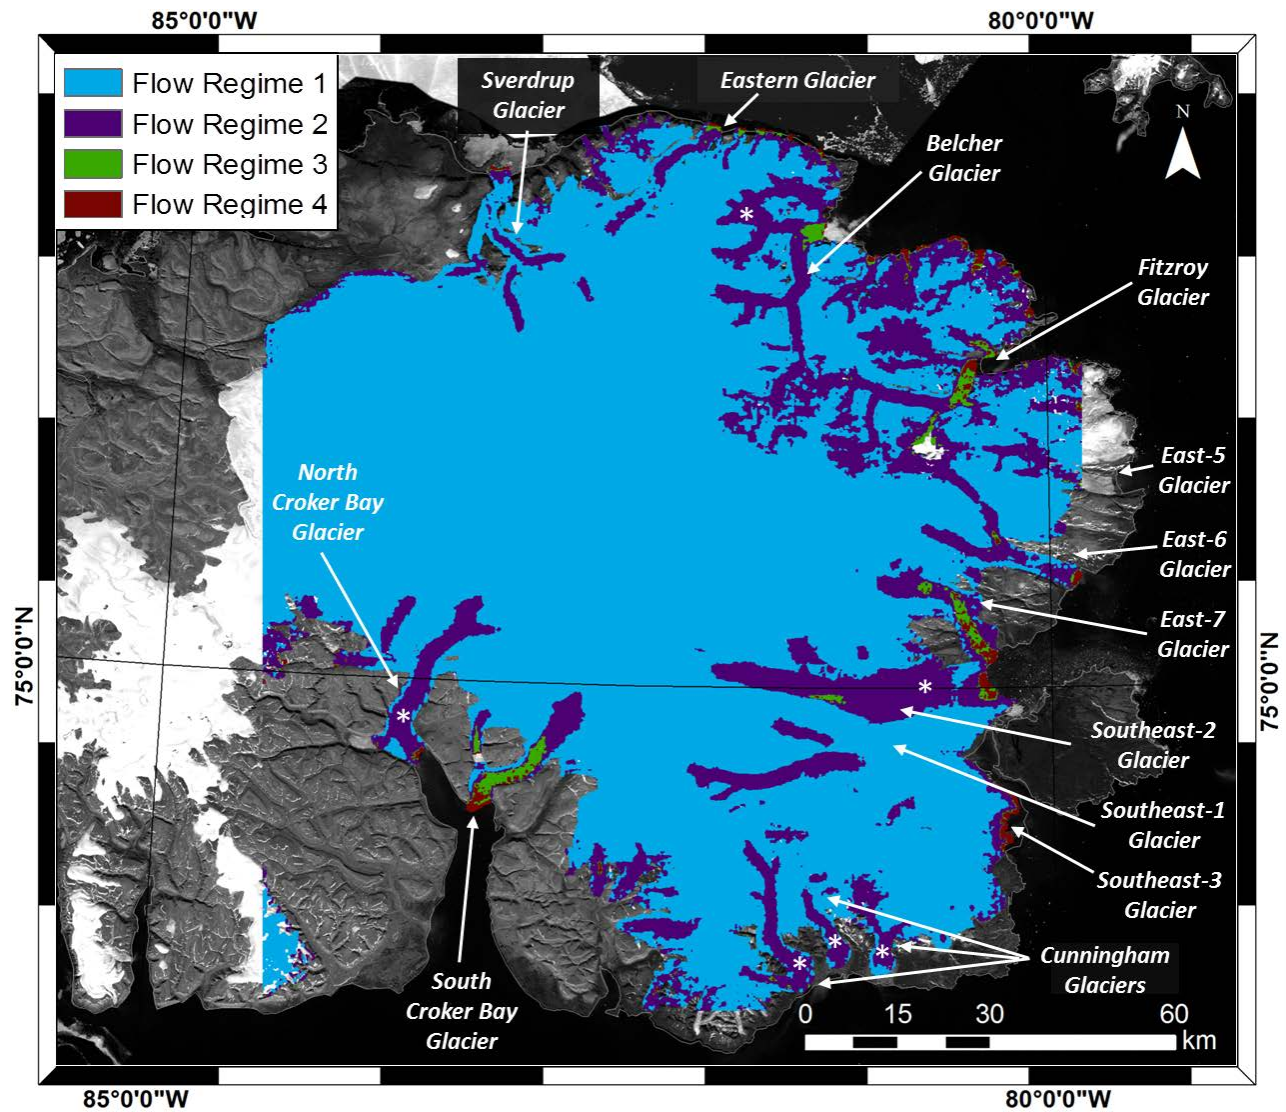 85°0'0"W
80°0'0"W
Flow Regime 1
Flow Regime 2
Flow Regime 3
Flow Regime 4
Sverdrup
Glacier
Eastern Glacier
Belcher
Glacier
N
Fitzroy
Glacier
North
Croker Bay
Glacier
East-5
Glacier
East-6
Glacier
East-7
Glacier
75°0'0"N
75°0'0"N
*
*
*
*
*
*
Southeast-2
Glacier
Southeast-1
Glacier
Southeast-3
Glacier
Cunningham
Glaciers
South
Croker Bay
Glacier
0 15 30 60
km
85°0'0"W
80°0'0"W